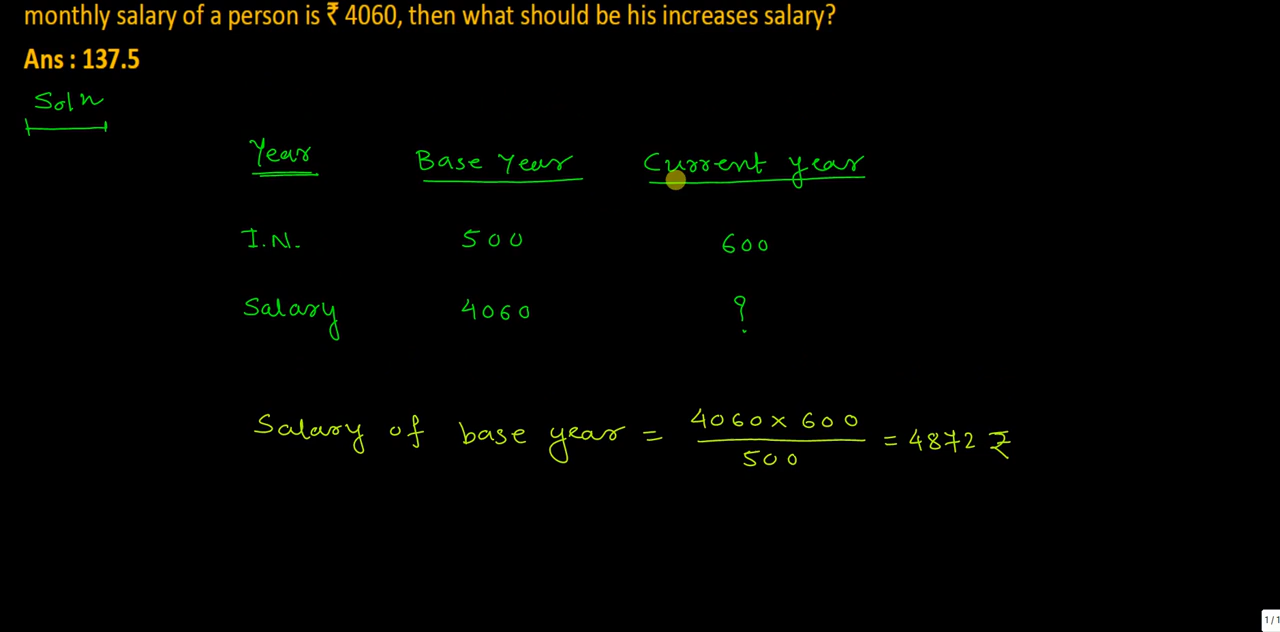 monthly salary of a person is ₹ 4060, then what should be his increases salary?
Ans : 137.5
Soln
Year Base Year Current year
I.N. 500 600
Salary 4060 ?
Salary of base year = 4060 x 600 / 500 = 4872 ₹
1/1